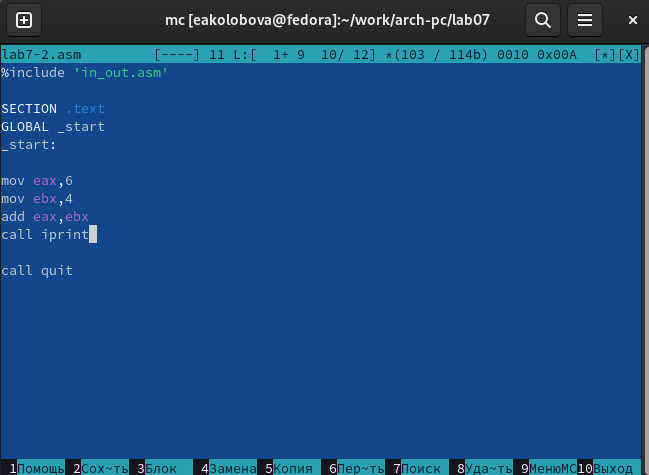 mc [eakolobova@fedora]:~/work/arch-pc/lab07
lab7-2.asm [----] 11 L:[ 1+ 9 10/ 12] *(103 / 114b) 0010 0x00A [*][X]
%include 'in_out.asm'
SECTION .text
GLOBAL _start
_start:
mov eax,6
mov ebx,4
add eax,ebx
call iprint
call quit
1Помощь 2Сох~ть 3Блок 4Замена 5Копия 6Пер~ть 7Поиск 8Уда~ть 9МенюMC 10Выход